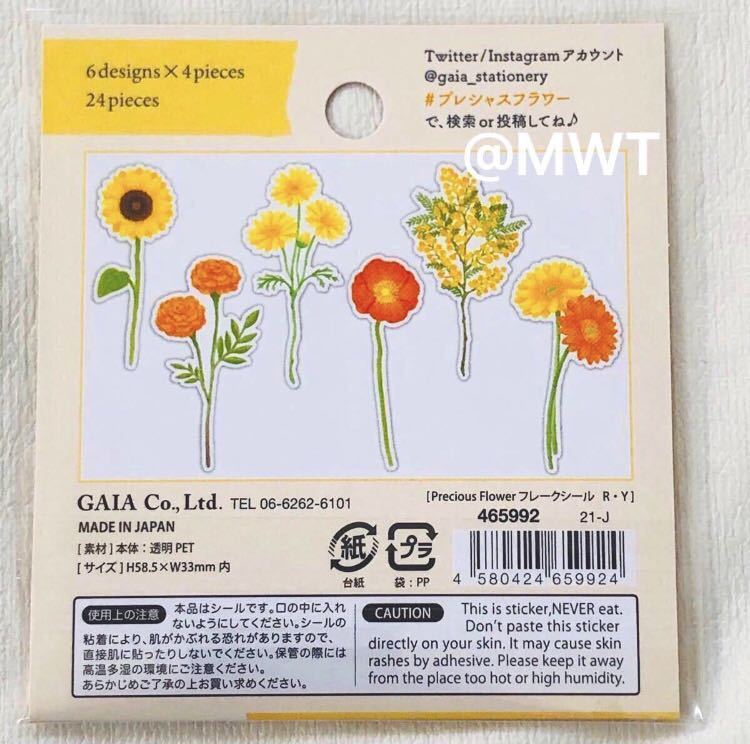 6 designs × 4 pieces
24 pieces
Twitter/Instagram アカウント
@gaia_stationery
#プレシャスフラワー
で、検索 or 投稿してね♪
@MWT
GAIA Co., Ltd. TEL 06-6262-6101
MADE IN JAPAN
[素材] 本体:透明 PET
[サイズ] H58.5×W33mm 内
紙
台紙
プラ
袋:PP
[Precious Flower フレークシール R・Y]
465992 21-J
4 580424 659924
使用上の注意 本品はシールです。口の中に入れ
ないようにしてください。シールの
粘着により、肌がかぶれる恐れがありますので、
直接肌に貼ったりしないでください。保管の際には
高温多湿の環境にご注意ください。
あらかじめご了承の上お買い求めください。
CAUTION This is sticker,NEVER eat.
Don't paste this sticker
directly on your skin. It may cause skin
rashes by adhesive. Please keep it away
from the place too hot or high humidity.